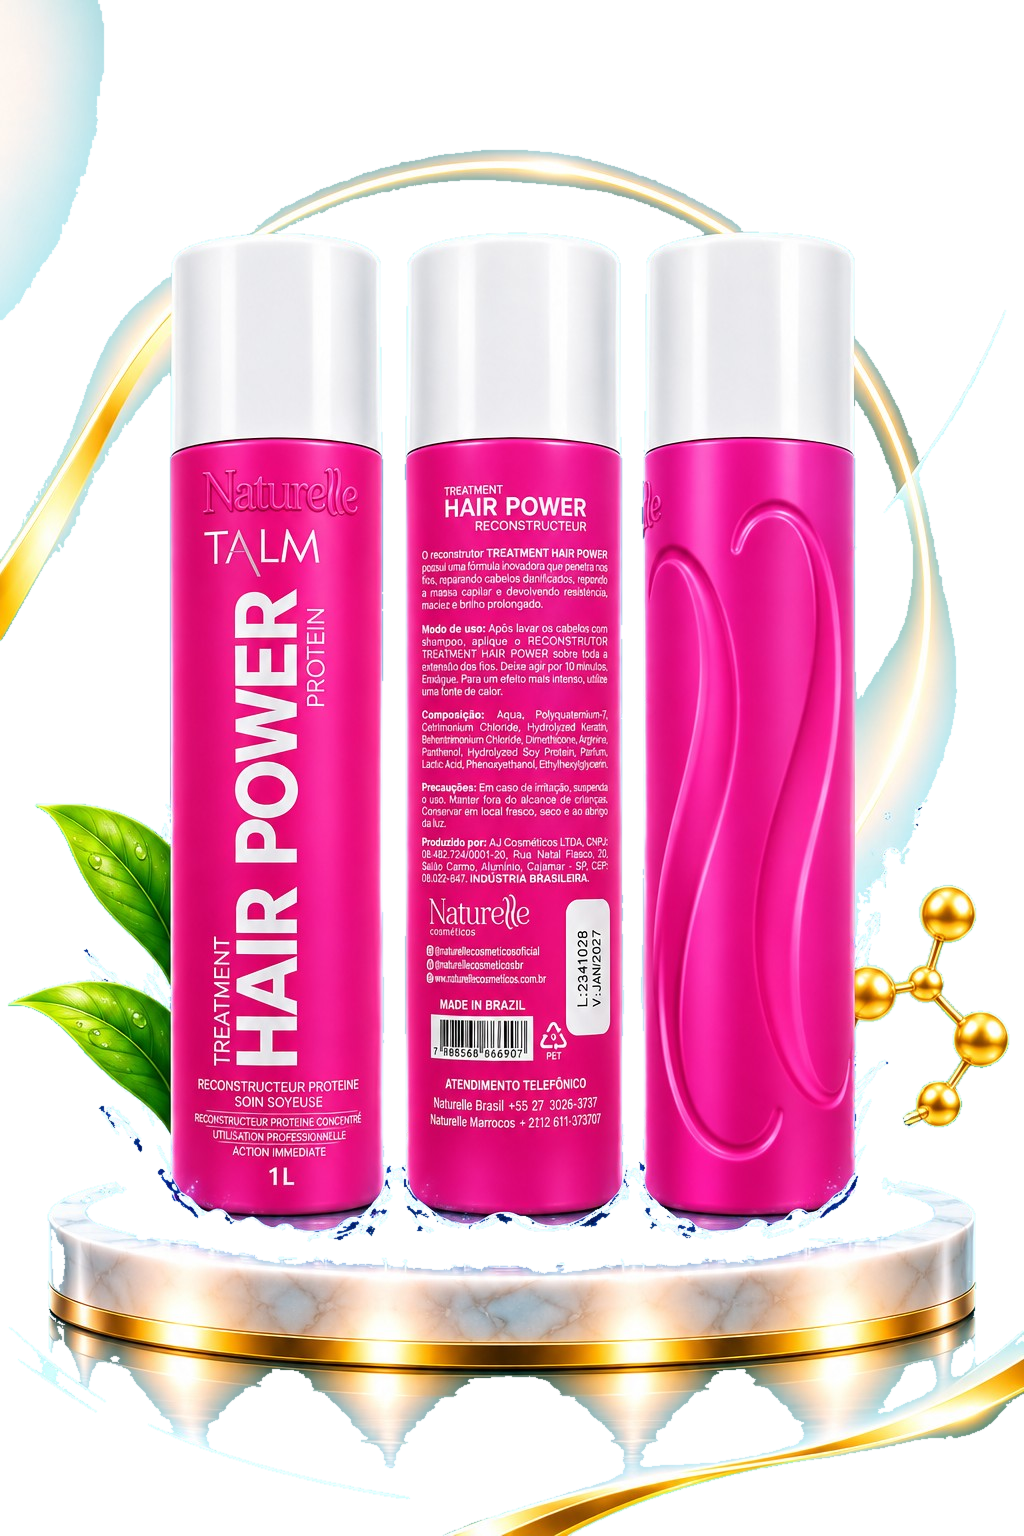 Naturelle
TALM
TREATMENT
HAIR POWER
PROTEIN
RECONSTRUCTEUR PROTEINE
SOIN SOYEUSE
RECONSTRUCTEUR PROTEINE CONCENTRÉ
UTILISATION PROFESSIONNELLE
ACTION IMMEDIATE
1L
TREATMENT
HAIR POWER
RECONSTRUCTEUR
O reconstrutor TREATMENT HAIR POWER
possui uma fórmula inovadora que penetra nos
fios, reparando cabelos danificados, repondo
a massa capilar e devolvendo resistência,
maciez e brilho prolongado.
Modo de uso: Após lavar os cabelos com
shampoo, aplique o RECONSTRUTOR
TREATMENT HAIR POWER sobre toda a
extensão dos fios. Deixe agir por 10 minutos.
Enxágue. Para um efeito mais intenso, utilize
uma fonte de calor.
Composição: Aqua, Polyquaternium-7,
Cetrimonium Chloride, Hydrolyzed Keratin,
Behentrimonium Chloride, Dimethicone, Arginine,
Panthenol, Hydrolyzed Soy Protein, Parfum,
Lactic Acid, Phenoxyethanol, Ethylhexylglycerin.
Precauções: Em caso de irritação, suspenda
o uso. Manter fora do alcance de crianças.
Conservar em local fresco, seco e ao abrigo
da luz.
Produzido por: AJ Cosméticos LTDA, CNPJ:
08.482.724/0001-20, Rua Natal Flasco, 20,
Salão Carmo, Alumínio, Cajamar - SP, CEP:
08.022-847. INDÚSTRIA BRASILEIRA.
Naturelle
cosméticos
@naturellecosmeticosoficial
@naturellecosmeticosbr
www.naturellecosmeticos.com.br
L:2341028
V:JAN/2027
MADE IN BRAZIL
7 898568 866907
PET
ATENDIMENTO TELEFÔNICO
Naturelle Brasil +55 27 3026-3737
Naturelle Marrocos + 2112 611-373707
lle